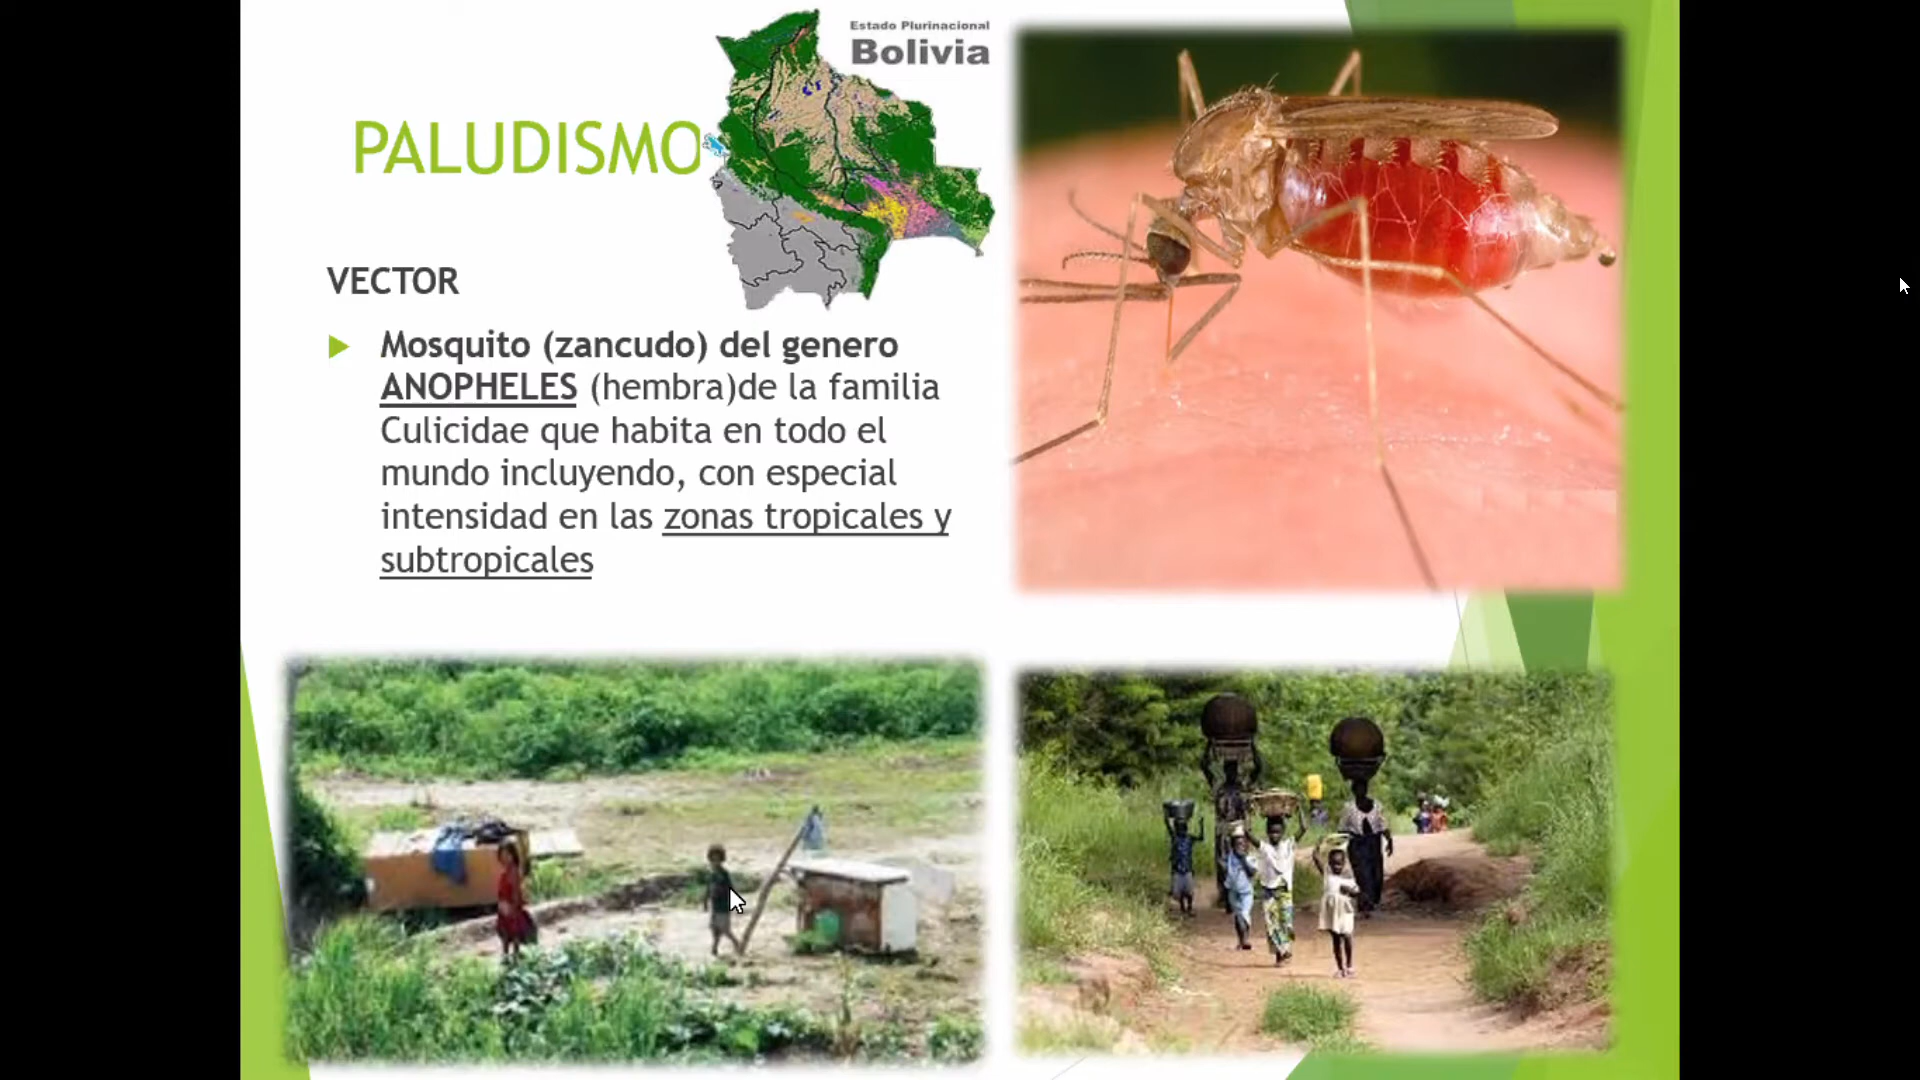 Estado Plurinacional
Bolivia
PALUDISMO
VECTOR
Mosquito (zancudo) del genero
ANOPHELES (hembra)de la familia
Culicidae que habita en todo el
mundo incluyendo, con especial
intensidad en las zonas tropicales y
subtropicales